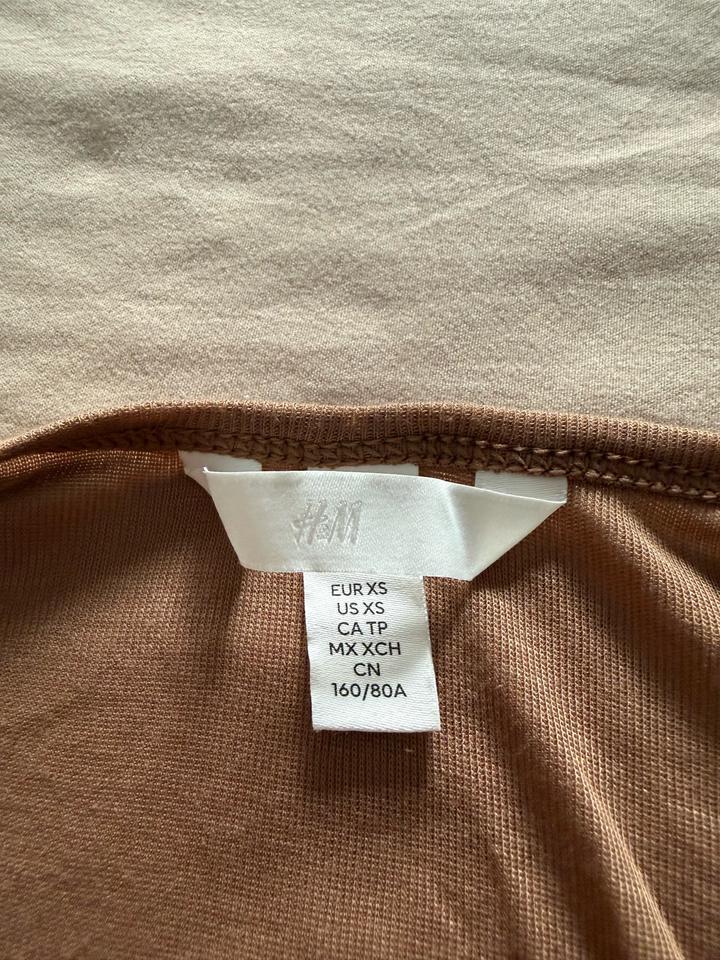 H&M
EUR XS
US XS
CA TP
MX XCH
CN
160/80A